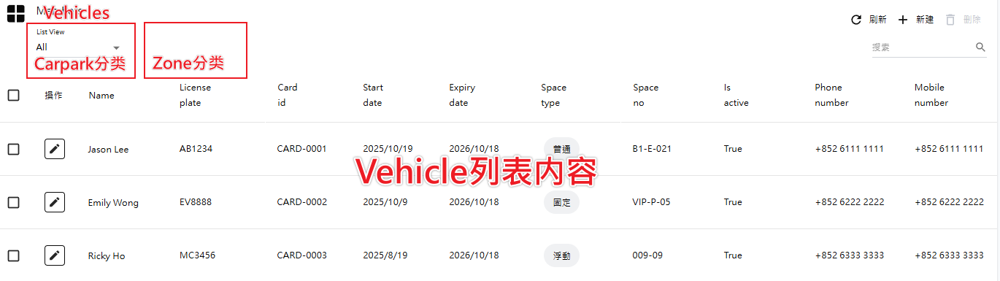 Vehicles
刷新
新建
刪除
List View
All
搜索
Carpark分类
Zone分类
操作
Name
License
plate
Card
id
Start
date
Expiry
date
Space
type
Space
no
Is
active
Phone
number
Mobile
number
Jason Lee
AB1234
CARD-0001
2025/10/19
2026/10/18
普通
B1-E-021
True
+852 6111 1111
+852 6111 1111
Vehicle列表内容
Emily Wong
EV8888
CARD-0002
2025/10/9
2026/10/18
固定
VIP-P-05
True
+852 6222 2222
+852 6222 2222
Ricky Ho
MC3456
CARD-0003
2025/8/19
2026/10/18
浮動
009-09
True
+852 6333 3333
+852 6333 3333